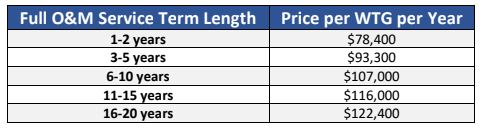 Full O&M Service Term Length Price per WTG per Year
1-2 years $78,400
3-5 years $93,300
6-10 years $107,000
11-15 years $116,000
16-20 years $122,400